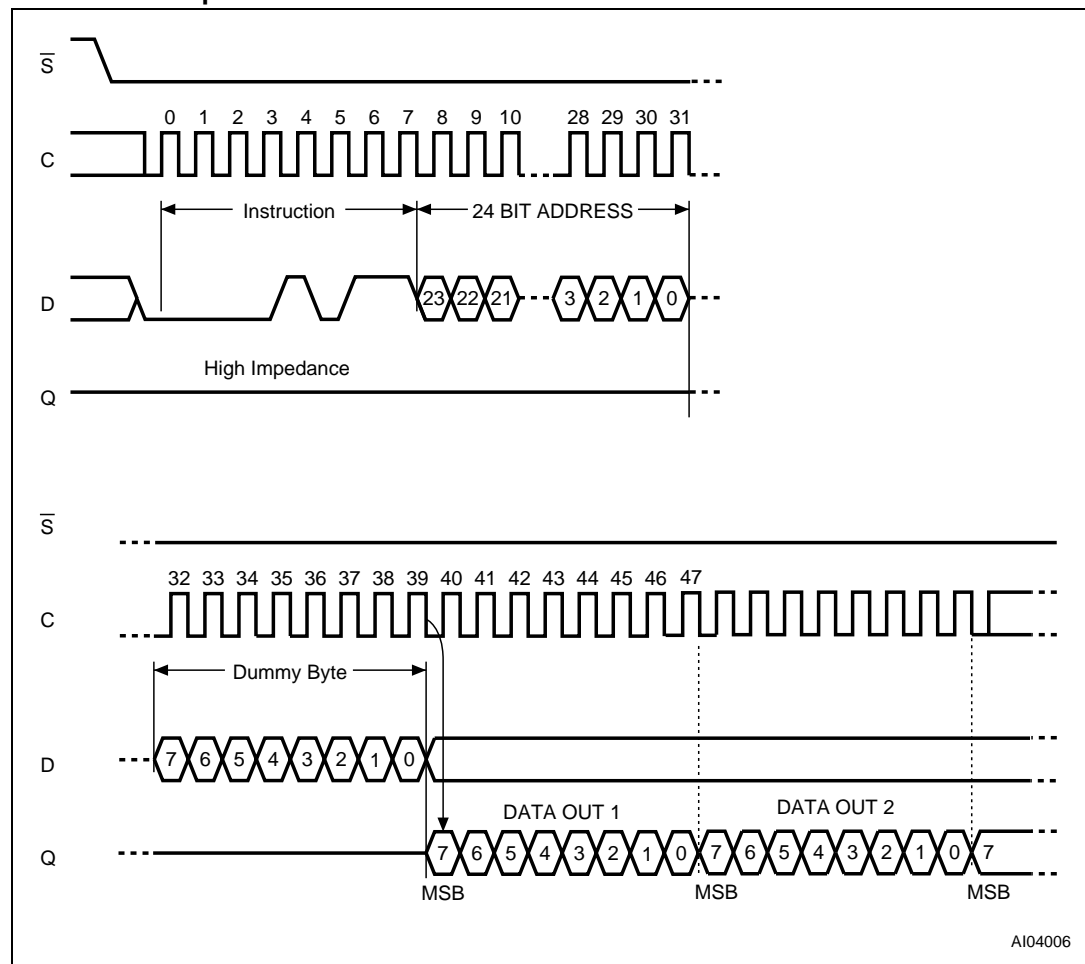 S
0 1 2 3 4 5 6 7 8 9 10 28 29 30 31
C
Instruction 24 BIT ADDRESS
D 23 22 21 3 2 1 0
High Impedance
Q
S
32 33 34 35 36 37 38 39 40 41 42 43 44 45 46 47
C
Dummy Byte
D 7 6 5 4 3 2 1 0
DATA OUT 1 DATA OUT 2
Q 7 6 5 4 3 2 1 0 7 6 5 4 3 2 1 0 7
MSB MSB MSB
AI04006